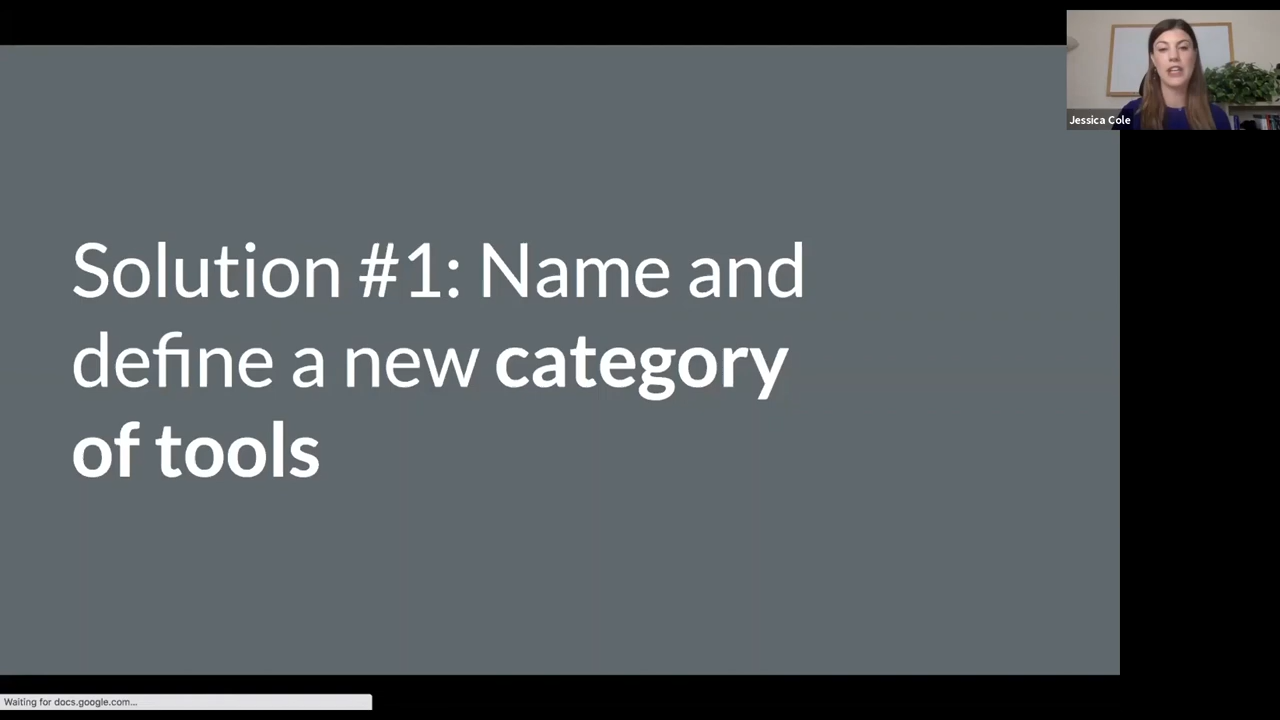 Jessica Cole
Solution #1: Name and
define a new category
of tools
Waiting for docs.google.com...